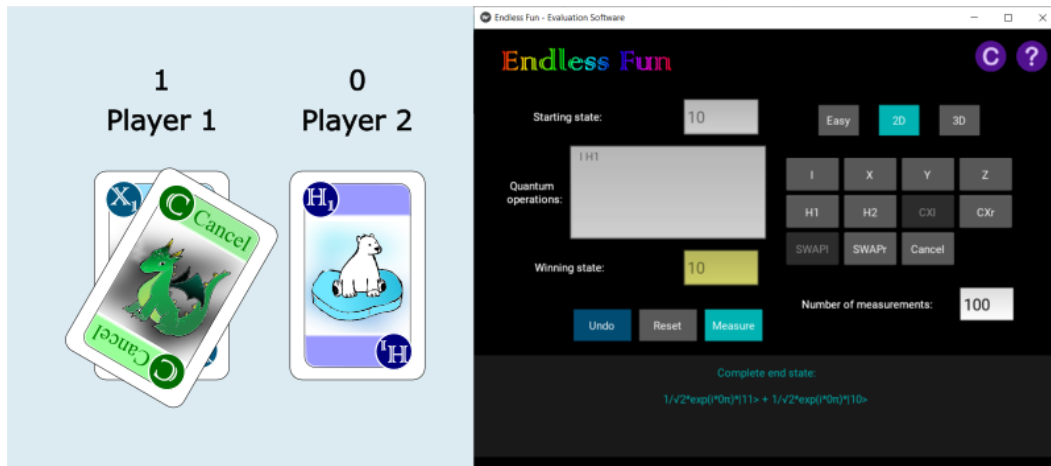 1
0
Player 1
Player 2
X₁
C
Cancel
Cancel
C
H₁
H₁
Endless Fun - Evaluation Software
Endless Fun
C
?
Starting state:
10
Easy
2D
3D
Quantum operations:
I H1
I
X
Y
Z
H1
H2
CXl
CXr
SWAPl
SWAPr
Cancel
Winning state:
10
Number of measurements:
100
Undo
Reset
Measure
Complete end state:
1/√2*exp(i*0π)*|11> + 1/√2*exp(i*0π)*|10>